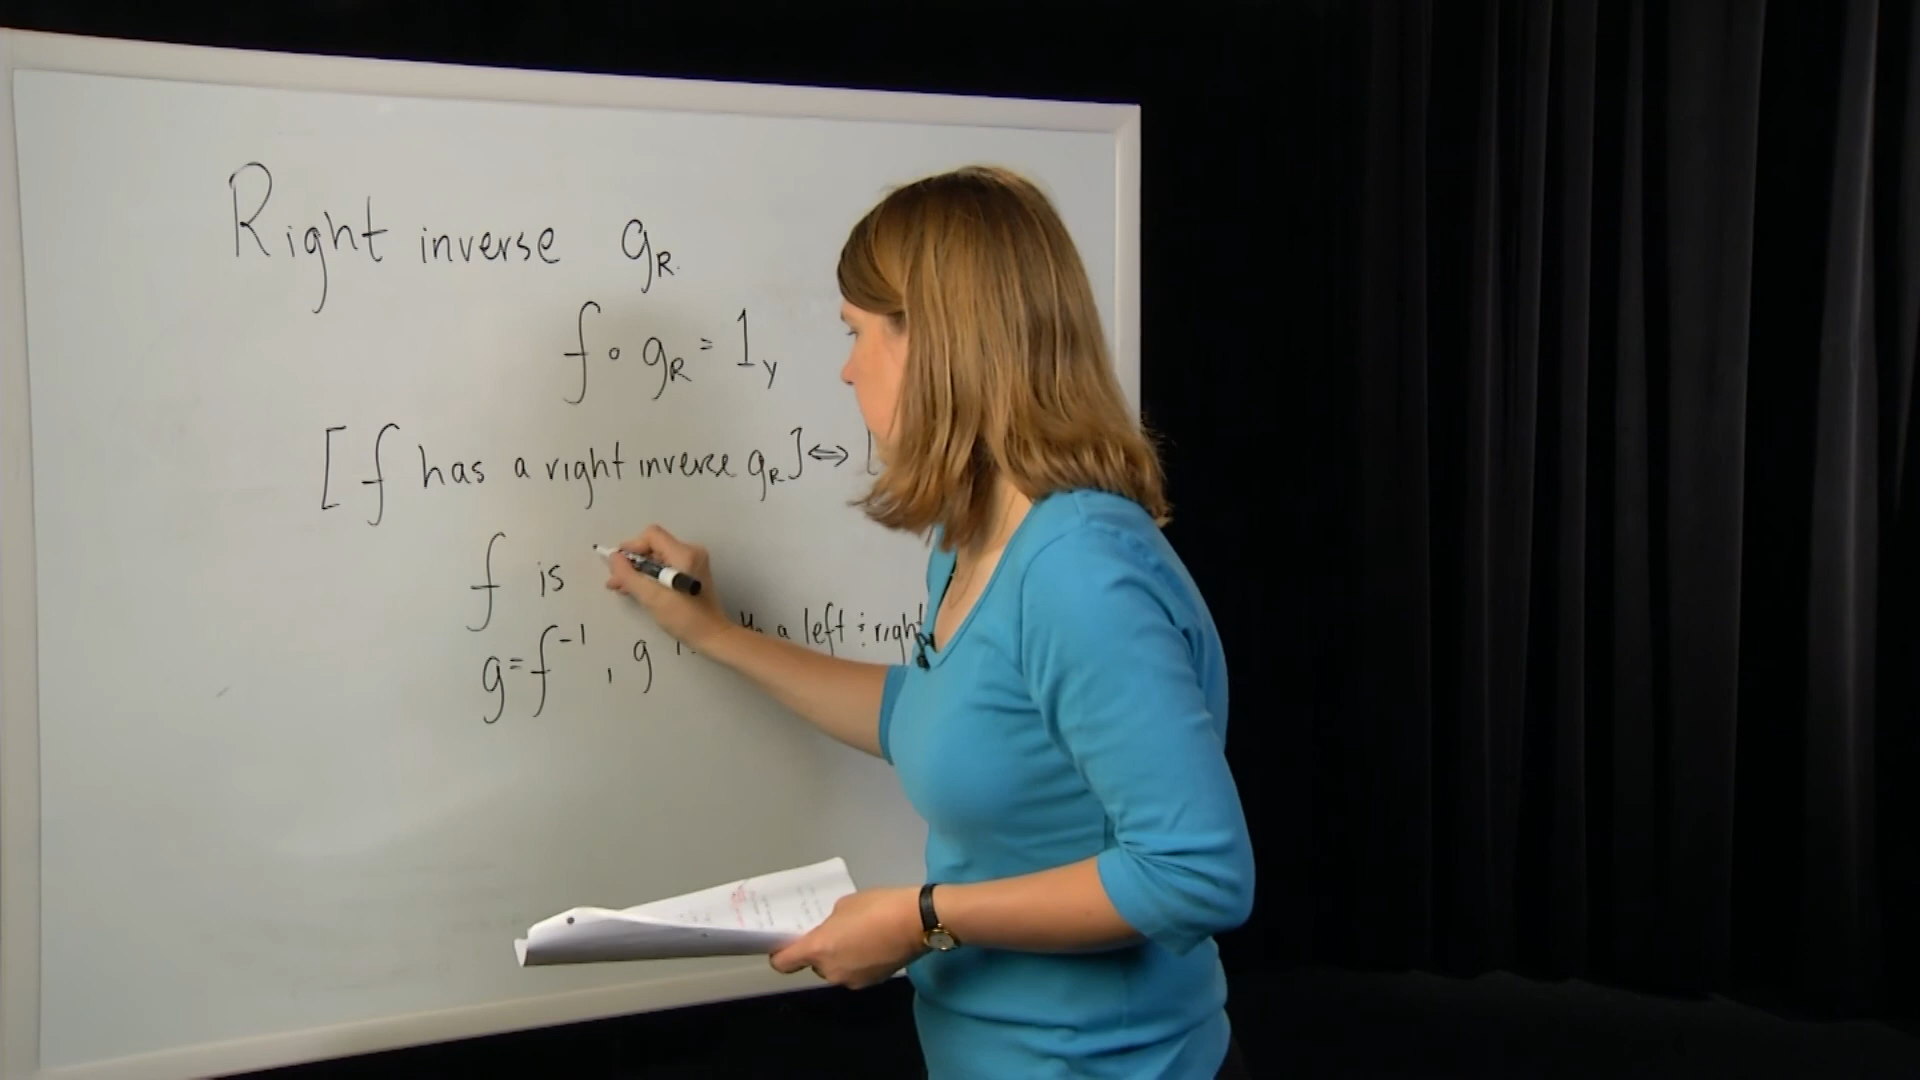 Right inverse gR
f∘gR = 1Y
[f has a right inverse gR] ⇔ [
f is
g=f⁻¹, g a left & right